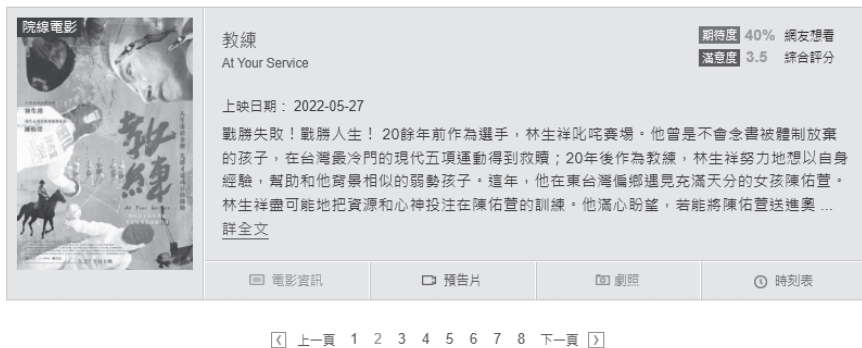 院線電影
教練
At Your Service
期待度 40% 網友想看
滿意度 3.5 綜合評分
上映日期： 2022-05-27
戰勝失敗！戰勝人生！ 20餘年前作為選手，林生祥叱咤賽場。他曾是不會念書被體制放棄
的孩子，在台灣最冷門的現代五項運動得到救贖；20年後作為教練，林生祥努力地想以自身
經驗，幫助和他背景相似的弱勢孩子。這年，他在東台灣偏鄉遇見充滿天分的女孩陳佑萱。
林生祥盡可能地把資源和心神投注在陳佑萱的訓練。他滿心盼望，若能將陳佑萱送進奧 ...
詳全文
教練
At Your Service
電影資訊 預告片 劇照 時刻表
上一頁 1 2 3 4 5 6 7 8 下一頁